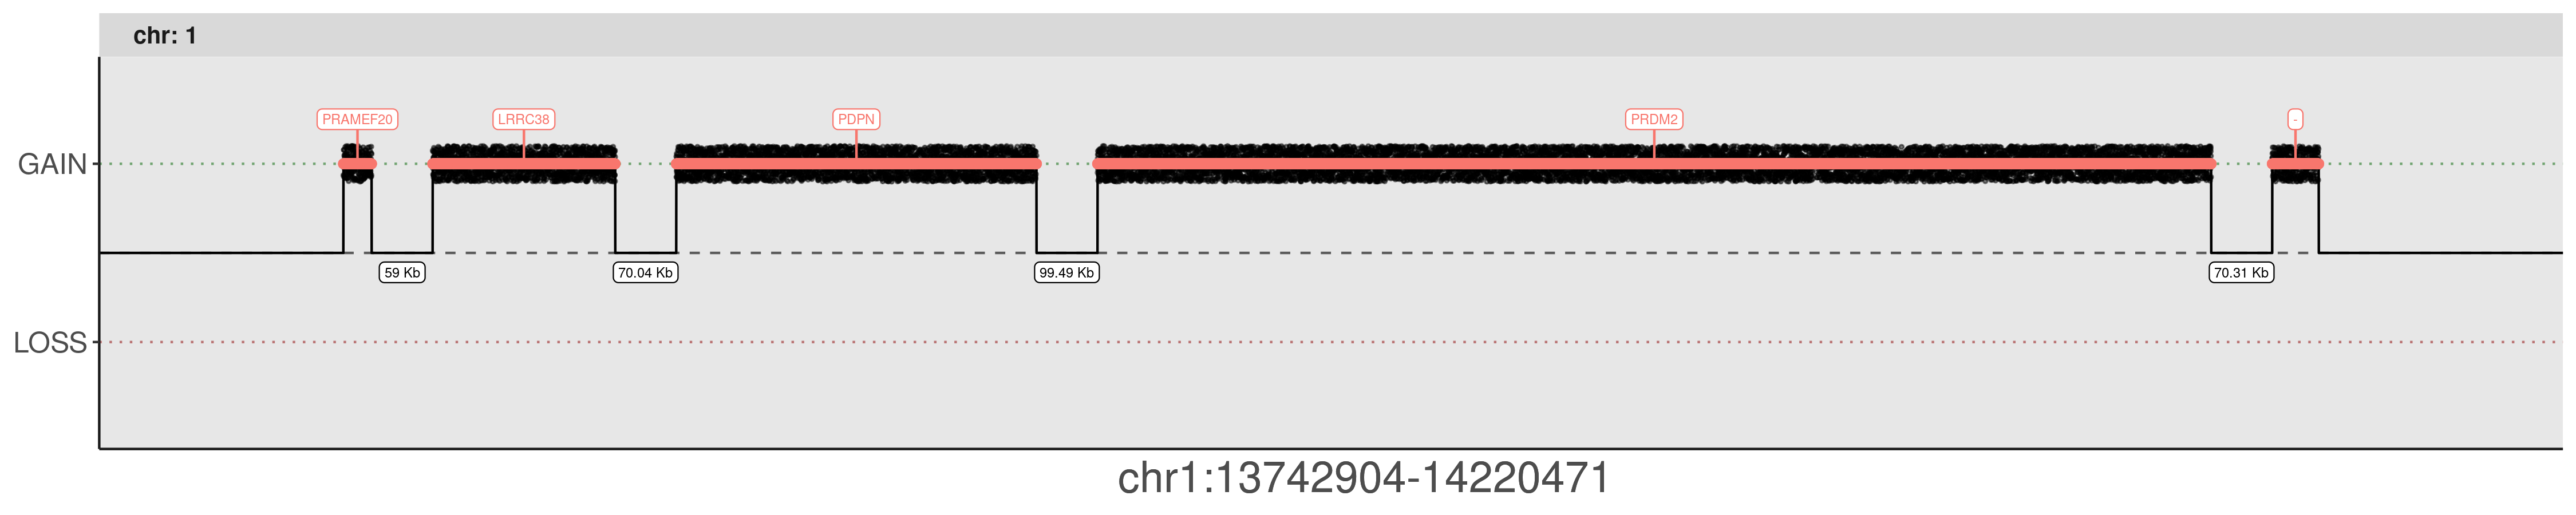 chr: 1
PRAMEF20 LRRC38 PDPN PRDM2 -
GAIN
59 Kb 70.04 Kb 99.49 Kb 70.31 Kb
LOSS
chr1:13742904-14220471